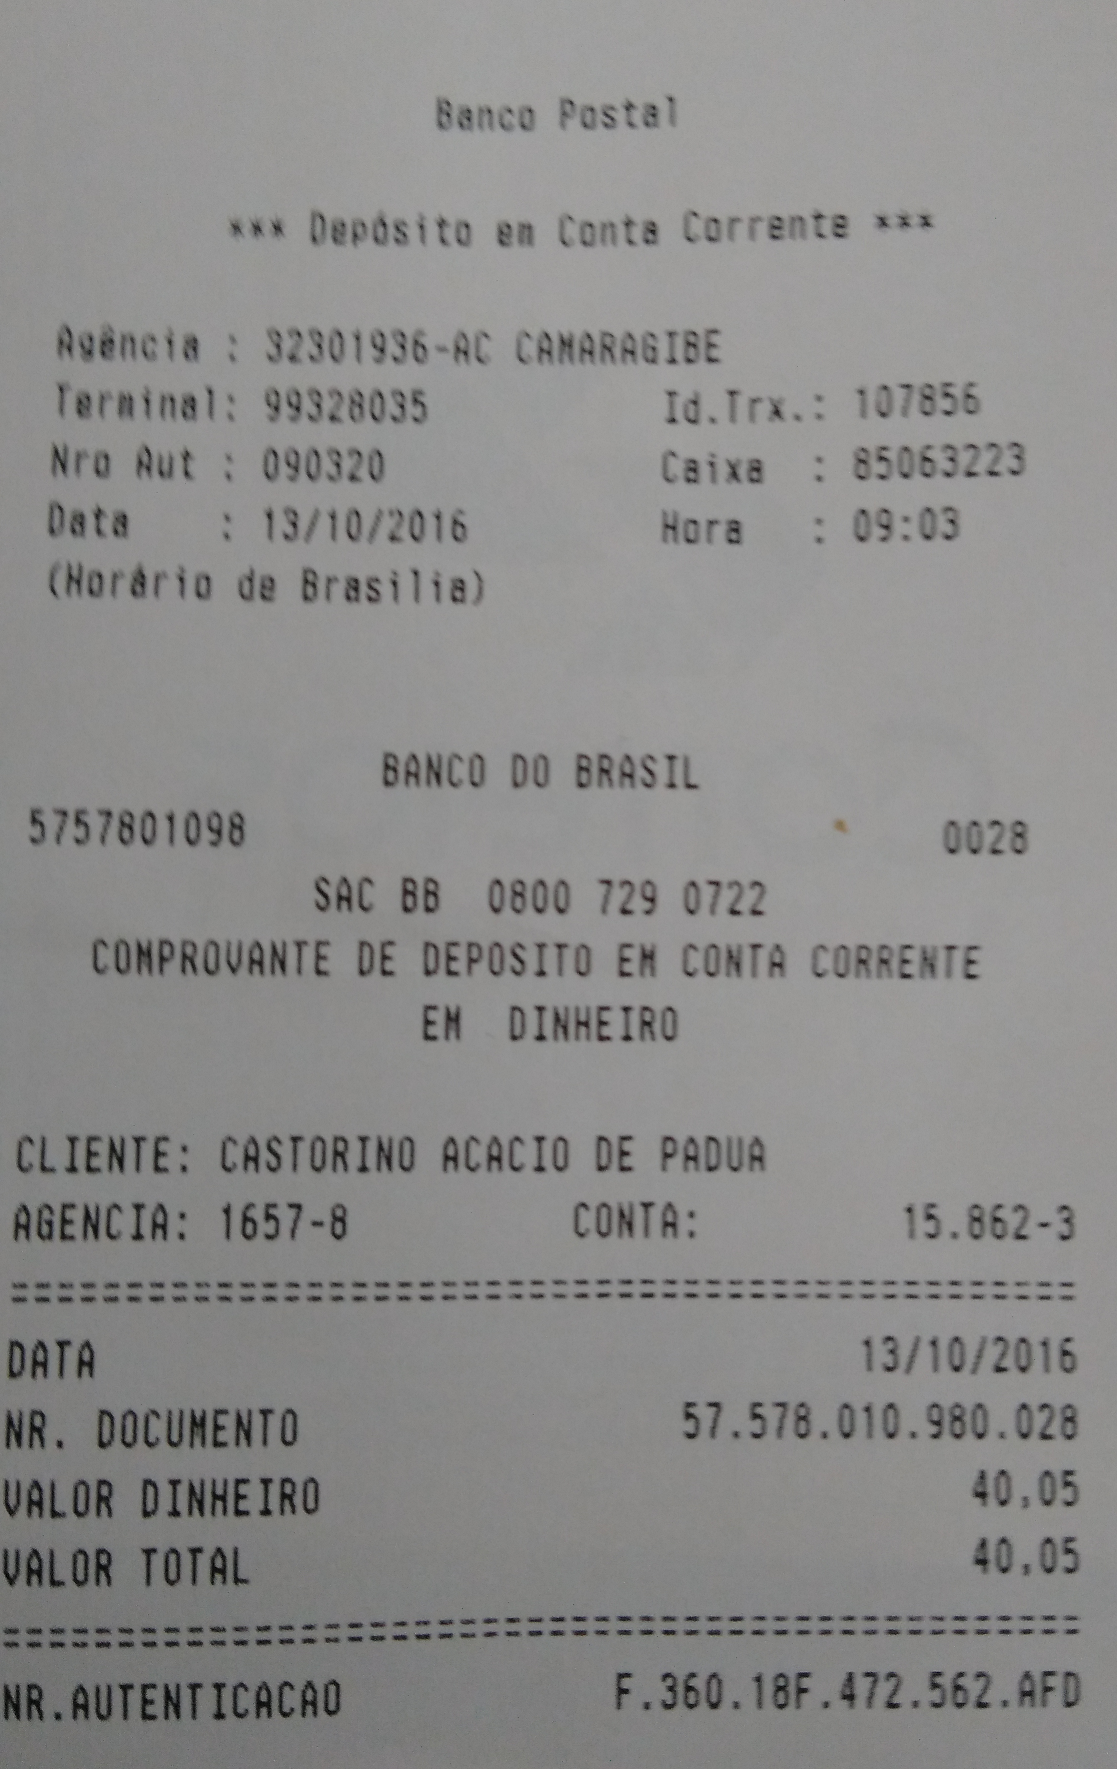 Banco Postal
*** Depósito em Conta Corrente ***
Agência : 32301936-AC CAMARAGIBE
Terminal: 99328035 Id.Trx.: 107856
Nro Aut : 090320 Caixa : 85063223
Data : 13/10/2016 Hora : 09:03
(Horário de Brasilia)
BANCO DO BRASIL
5757801098 0028
SAC BB 0800 729 0722
COMPROVANTE DE DEPOSITO EM CONTA CORRENTE
EM DINHEIRO
CLIENTE: CASTORINO ACACIO DE PADUA
AGENCIA: 1657-8 CONTA: 15.862-3
==============================================
DATA 13/10/2016
NR. DOCUMENTO 57.578.010.980.028
VALOR DINHEIRO 40,05
VALOR TOTAL 40,05
==============================================
NR.AUTENTICACAO F.360.18F.472.562.AFD